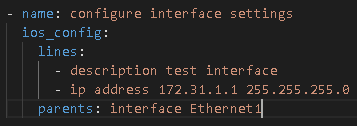 - name: configure interface settings
  ios_config:
    lines:
      - description test interface
      - ip address 172.31.1.1 255.255.255.0
    parents: interface Ethernet1